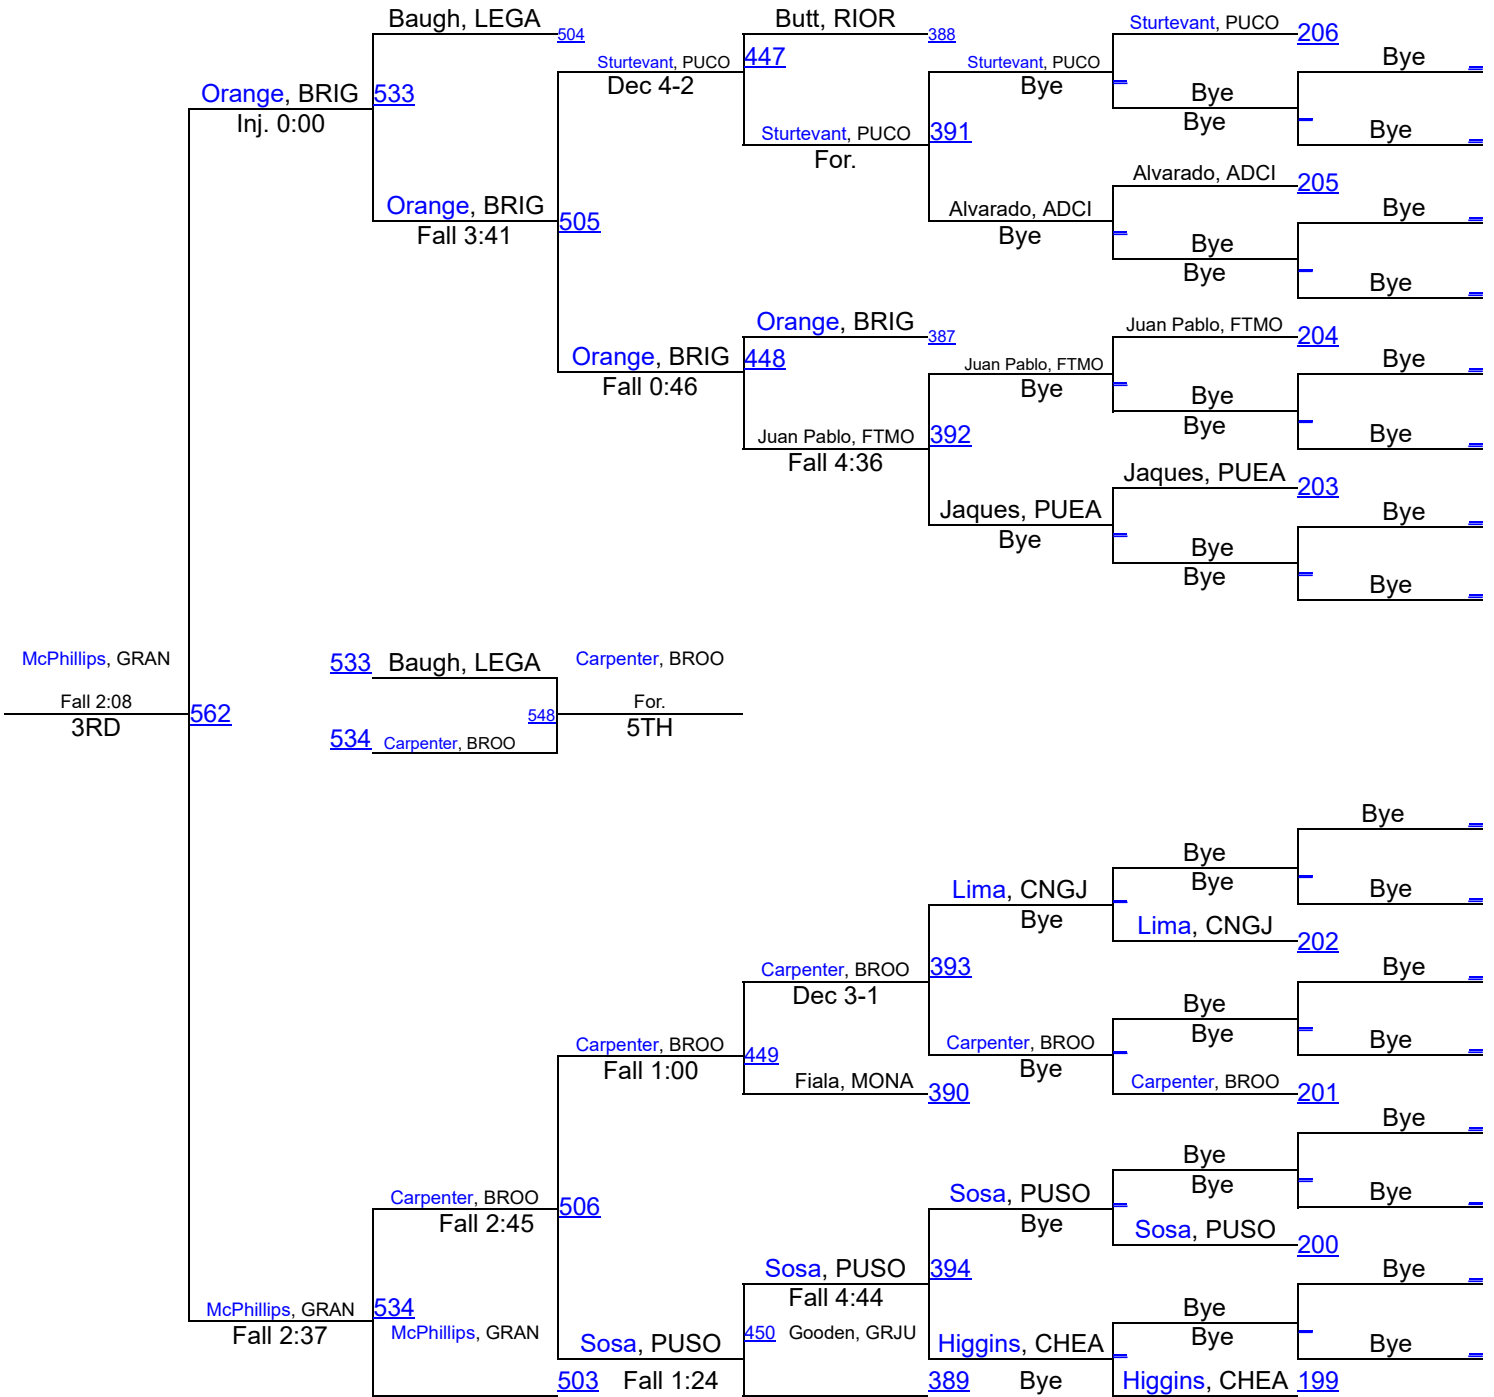 Baugh, LEGA
504
Butt, RIOR
388
Sturtevant, PUCO
206
Bye
Sturtevant, PUCO
447
Dec 4-2
Sturtevant, PUCO
Bye
Bye
Bye
Orange, BRIG
533
Inj. 0:00
Sturtevant, PUCO
391
For.
Bye
Alvarado, ADCI
205
Orange, BRIG
Fall 3:41
505
Alvarado, ADCI
Bye
Bye
Bye
Bye
Bye
Orange, BRIG
387
Juan Pablo, FTMO
204
Orange, BRIG
448
Fall 0:46
Juan Pablo, FTMO
Bye
Bye
Bye
Bye
Juan Pablo, FTMO
392
Fall 4:36
Bye
Jaques, PUEA
203
Jaques, PUEA
Bye
Bye
Bye
Bye
Bye
McPhillips, GRAN
Fall 2:08
3RD
562
533
Baugh, LEGA
Carpenter, BROO
548
For.
5TH
534
Carpenter, BROO
Bye
Bye
Bye
Lima, CNGJ
Bye
Bye
Lima, CNGJ
202
Carpenter, BROO
393
Dec 3-1
Bye
Bye
Bye
Carpenter, BROO
Fall 1:00
449
Carpenter, BROO
Bye
Bye
Fiala, MONA
390
Carpenter, BROO
201
Bye
Bye
Bye
Carpenter, BROO
Fall 2:45
506
Sosa, PUSO
Bye
Bye
Sosa, PUSO
200
Sosa, PUSO
394
Fall 4:44
Bye
McPhillips, GRAN
534
Fall 2:37
McPhillips, GRAN
Sosa, PUSO
450
Gooden, GRJU
Higgins, CHEA
Bye
Bye
Bye
503
Fall 1:24
389
Bye
Higgins, CHEA
199